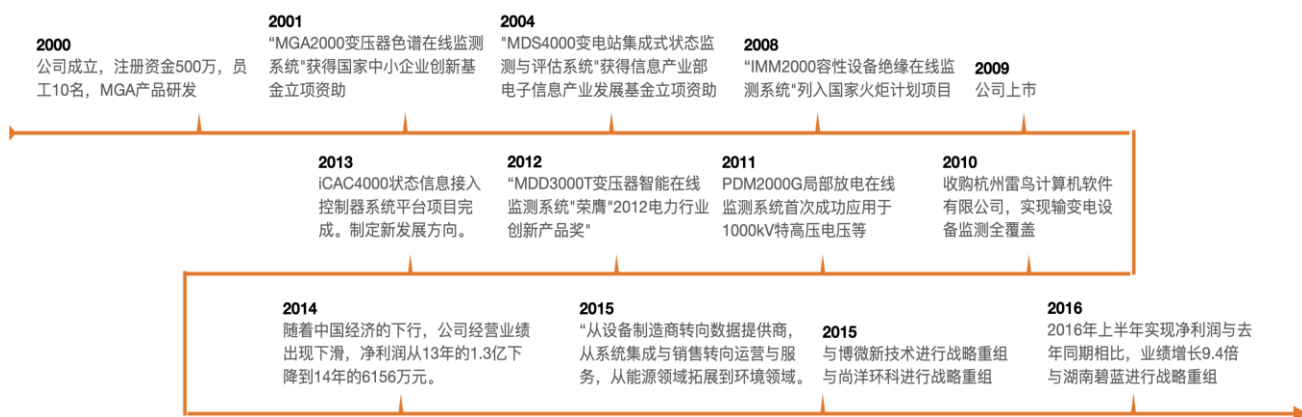 2000
公司成立，注册资金500万，员
工10名，MGA产品研发
2001
“MGA2000变压器色谱在线监测
系统"获得国家中小企业创新基
金立项资助
2004
"MDS4000变电站集成式状态监
测与评估系统"获得信息产业部
电子信息产业发展基金立项资助
2008
“IMM2000容性设备绝缘在线监
测系统"列入国家火炬计划项目
2009
公司上市
2010
收购杭州雷鸟计算机软件
有限公司，实现输变电设
备监测全覆盖
2011
PDM2000G局部放电在线
监测系统首次成功应用于
1000kV特高压电压等
2012
“MDD3000T变压器智能在线
监测系统"荣膺"2012电力行业
创新产品奖"
2013
iCAC4000状态信息接入
控制器系统平台项目完
成。制定新发展方向。
2014
随着中国经济的下行，公司经营业绩
出现下滑，净利润从13年的1.3亿下
降到14年的6156万元。
2015
“从设备制造商转向数据提供商，
从系统集成与销售转向运营与服
务，从能源领域拓展到环境领域。
2015
与博微新技术进行战略重组
与尚洋环科进行战略重组
2016
2016年上半年实现净利润与去
年同期相比，业绩增长9.4倍
与湖南碧蓝进行战略重组